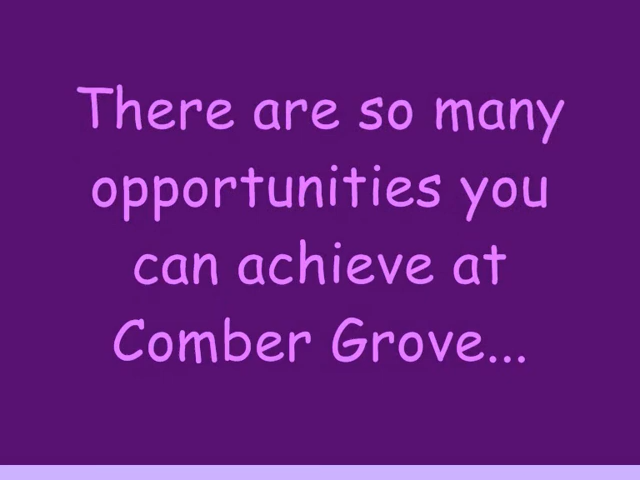 There are so many
opportunities you
can achieve at
Comber Grove...